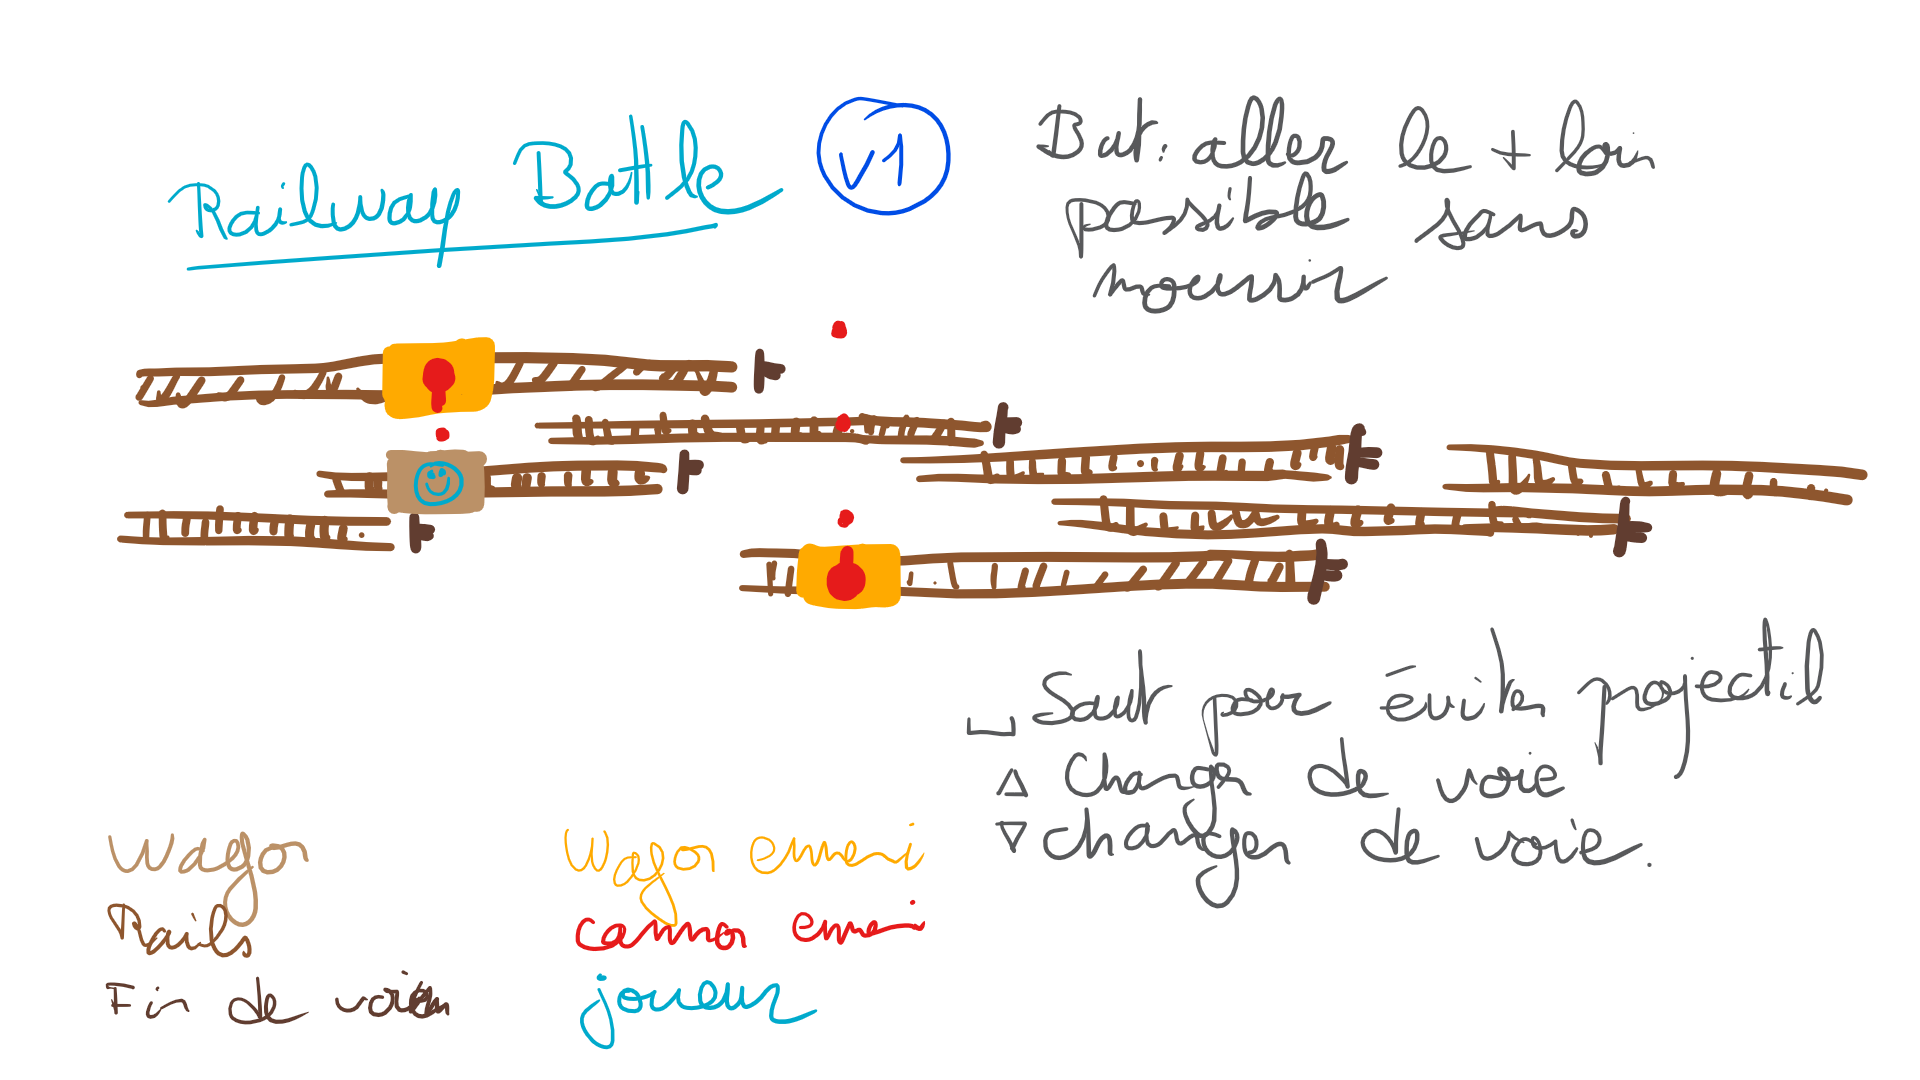 Railway Battle
v1
But: aller le + loin
possible sans
mourrir
␣ Saut pour éviter projectil
△ Changer de voie
▽ changer de voie.
Wagon
Rails
Fin de voie
Wagon ennemi
cannon ennemi
joueur